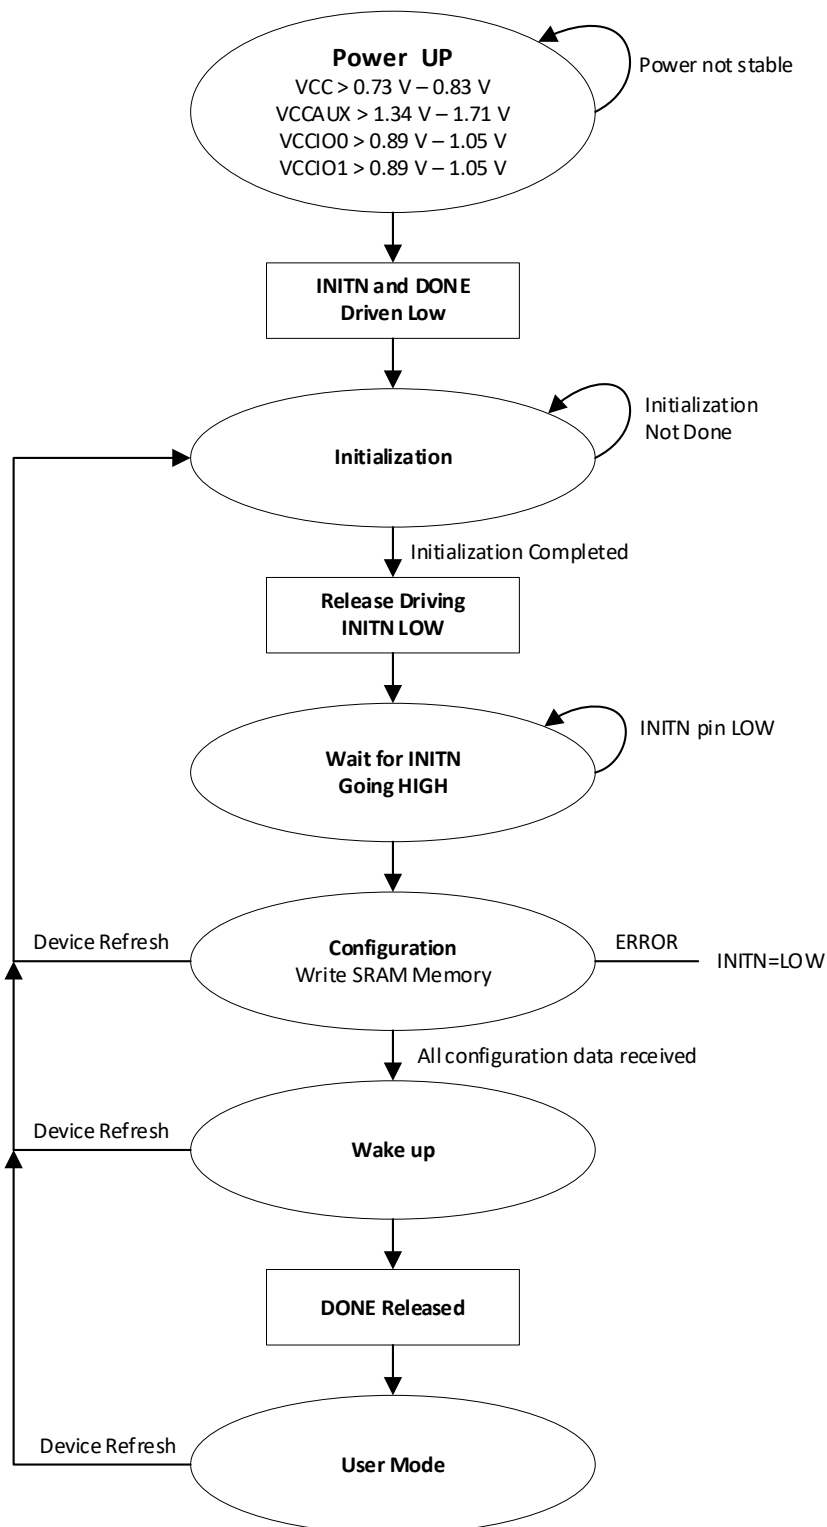 Power UP
VCC > 0.73 V – 0.83 V
VCCAUX > 1.34 V – 1.71 V
VCCIO0 > 0.89 V – 1.05 V
VCCIO1 > 0.89 V – 1.05 V
Power not stable
INITN and DONE
Driven Low
Initialization
Not Done
Initialization
Initialization Completed
Release Driving
INITN LOW
INITN pin LOW
Wait for INITN
Going HIGH
Device Refresh
Configuration
Write SRAM Memory
ERROR
INITN=LOW
All configuration data received
Device Refresh
Wake up
DONE Released
Device Refresh
User Mode